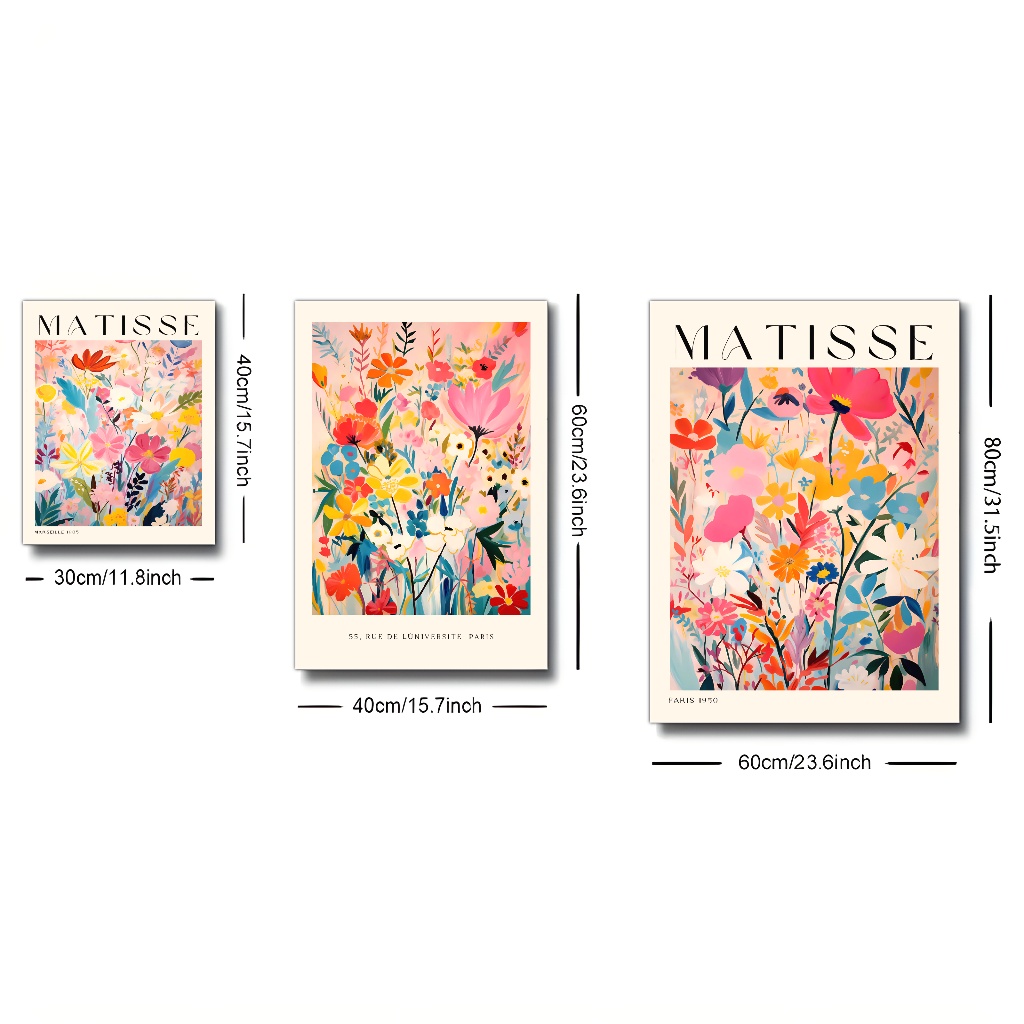 MATISSE
40cm/15.7inch
30cm/11.8inch
55, RUE DE LÚNIVERSITÉ PARIS
60cm/23.6inch
40cm/15.7inch
MATISSE
PARIS 1950
80cm/31.5inch
60cm/23.6inch